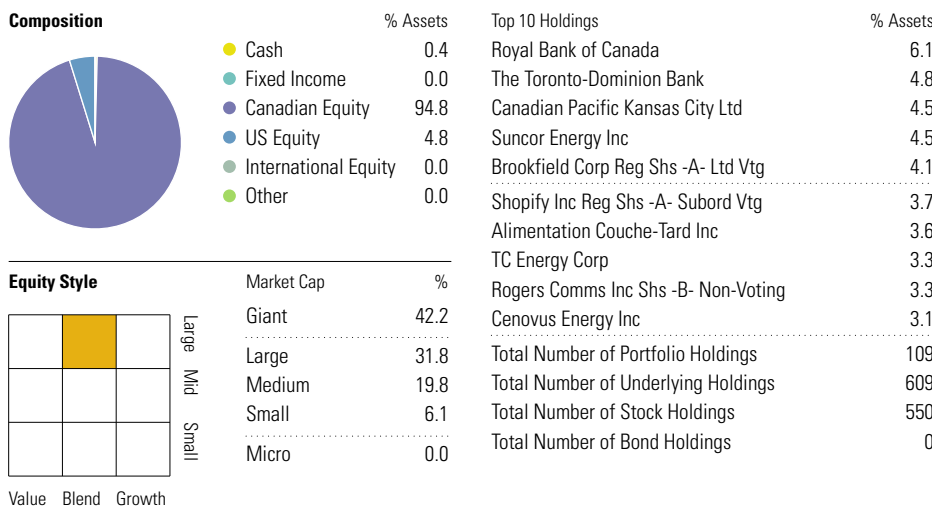 Composition % Assets
Cash 0.4
Fixed Income 0.0
Canadian Equity 94.8
US Equity 4.8
International Equity 0.0
Other 0.0
Equity Style
Large
Mid
Small
Value Blend Growth
Market Cap %
Giant 42.2
Large 31.8
Medium 19.8
Small 6.1
Micro 0.0
Top 10 Holdings % Assets
Royal Bank of Canada 6.1
The Toronto-Dominion Bank 4.8
Canadian Pacific Kansas City Ltd 4.5
Suncor Energy Inc 4.5
Brookfield Corp Reg Shs -A- Ltd Vtg 4.1
Shopify Inc Reg Shs -A- Subord Vtg 3.7
Alimentation Couche-Tard Inc 3.6
TC Energy Corp 3.3
Rogers Comms Inc Shs -B- Non-Voting 3.3
Cenovus Energy Inc 3.1
Total Number of Portfolio Holdings 109
Total Number of Underlying Holdings 609
Total Number of Stock Holdings 550
Total Number of Bond Holdings 0